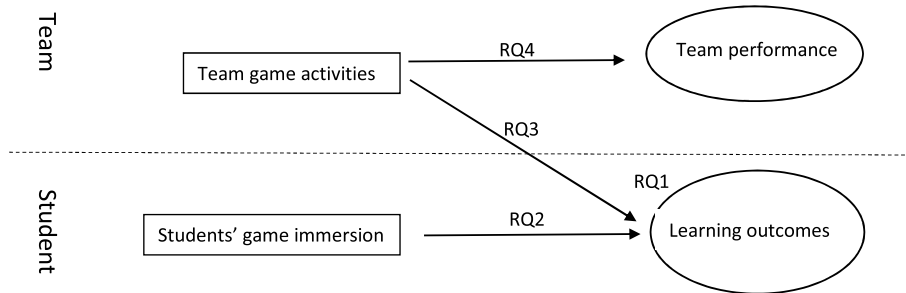 Team
RQ4
Team performance
Team game activities
RQ3
Student
RQ1
Students’ game immersion
RQ2
Learning outcomes